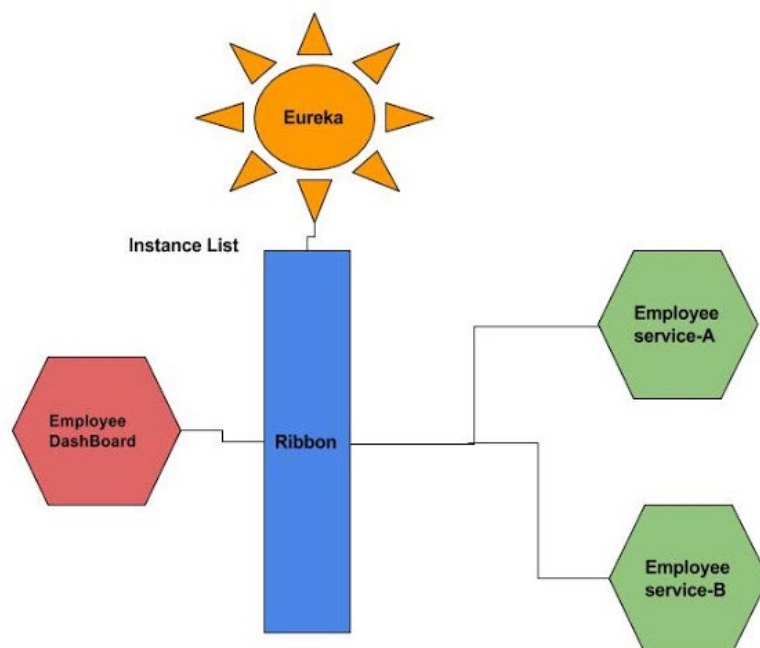 Eureka
Instance List
Employee
service-A
Employee
DashBoard
Ribbon
Employee
service-B